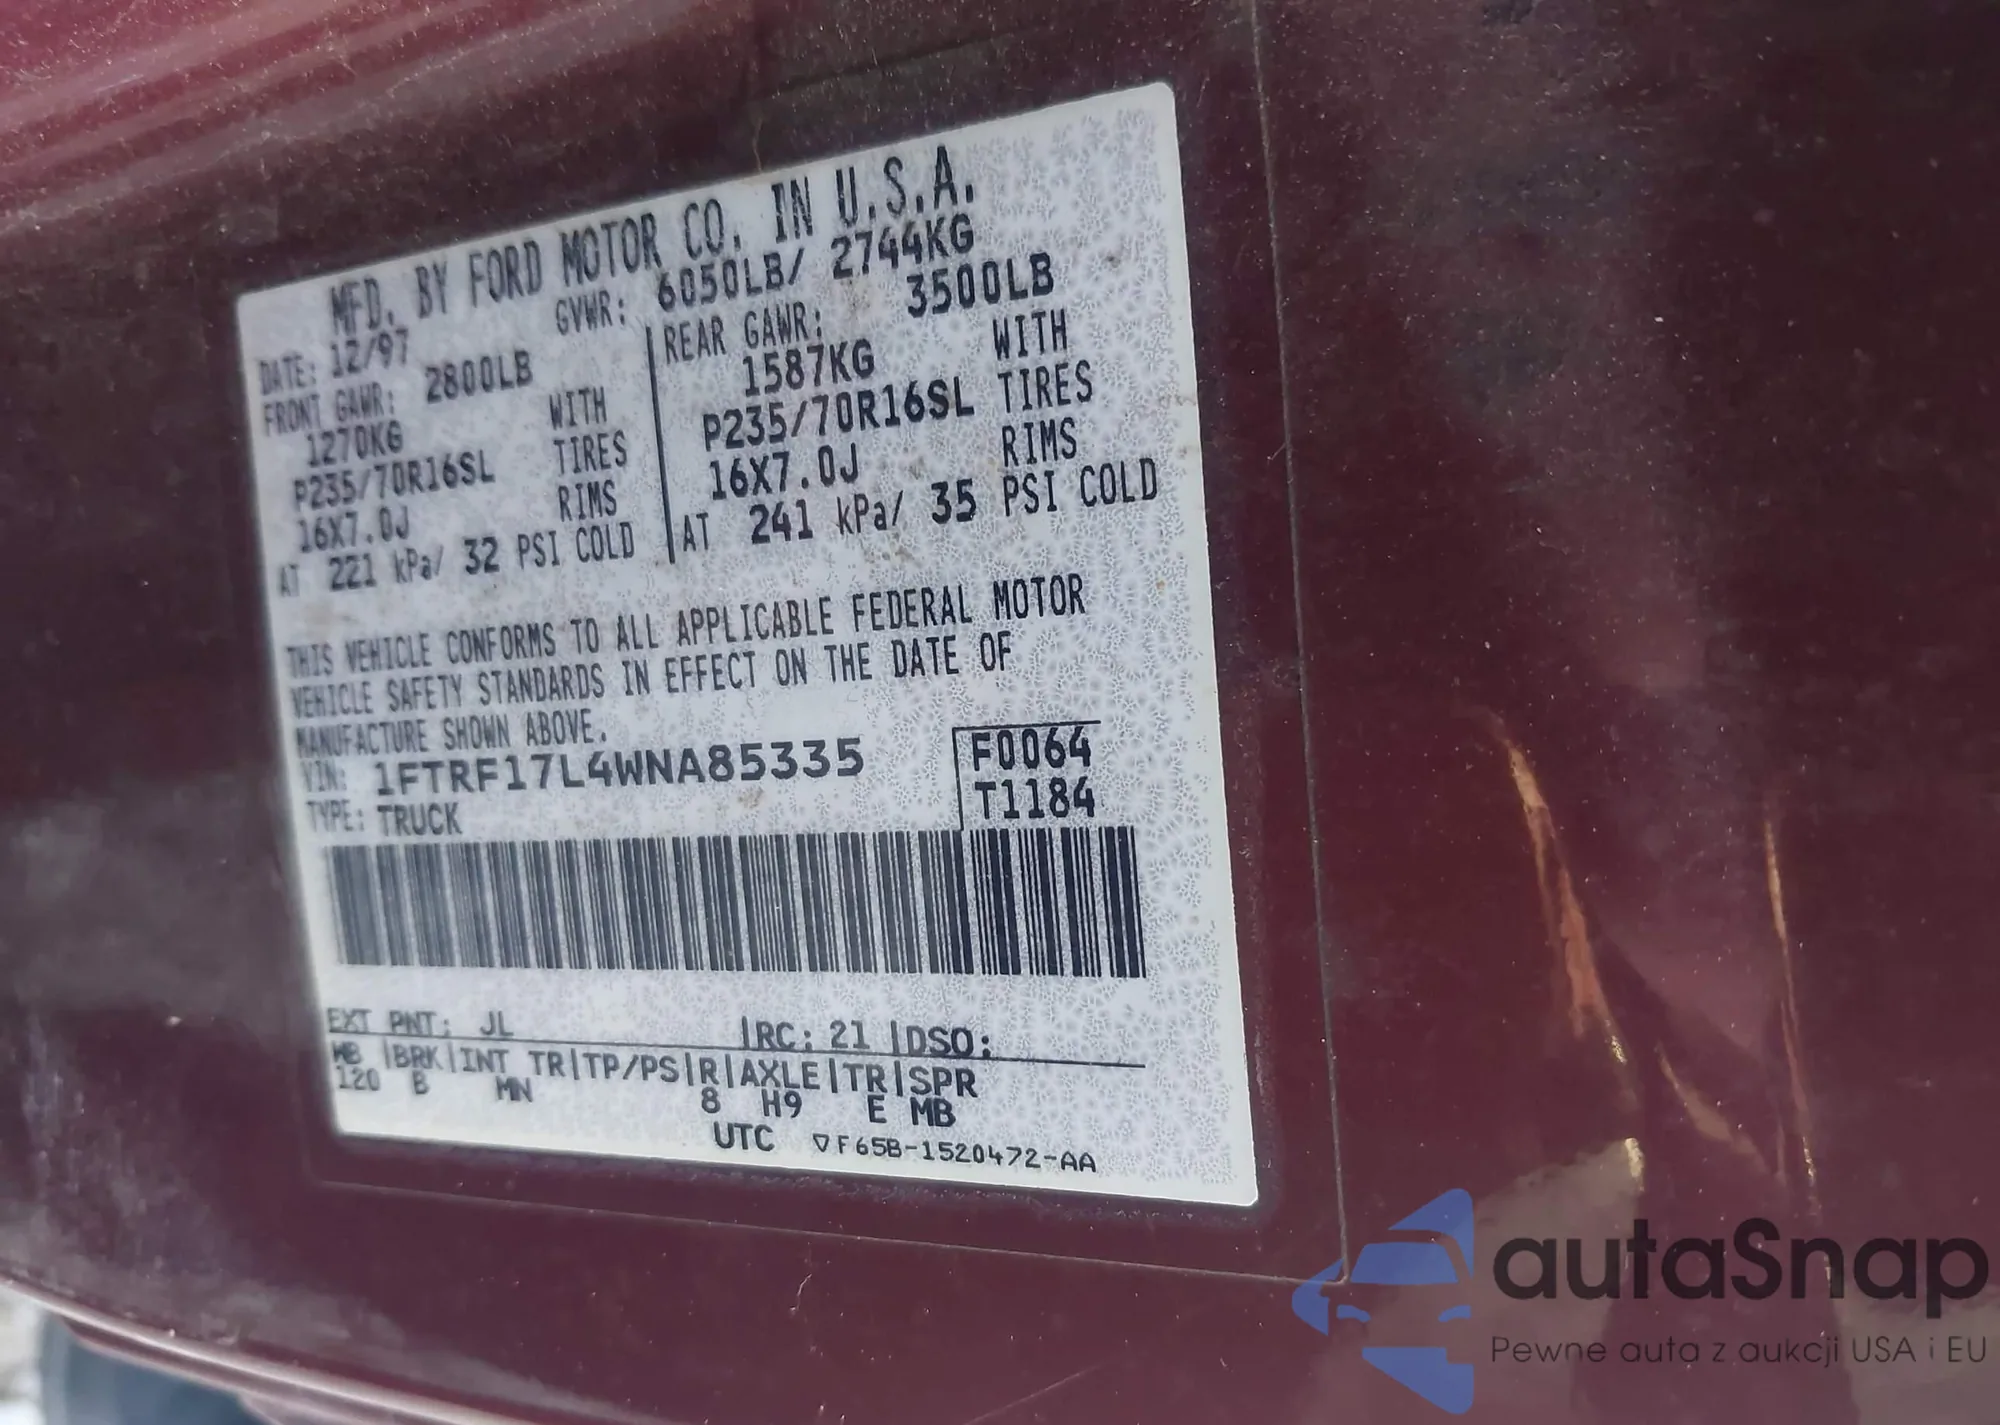 MFD. BY FORD MOTOR CO. IN U.S.A.
DATE: 12/97 GVWR: 6050LB/ 2744KG
FRONT GAWR: 2800LB
1270KG WITH
P235/70R16SL TIRES
16X7.0J RIMS
AT 221 kPa/ 32 PSI COLD
REAR GAWR: 3500LB
1587KG WITH
P235/70R16SL TIRES
16X7.0J RIMS
AT 241 kPa/ 35 PSI COLD
THIS VEHICLE CONFORMS TO ALL APPLICABLE FEDERAL MOTOR
VEHICLE SAFETY STANDARDS IN EFFECT ON THE DATE OF
MANUFACTURE SHOWN ABOVE.
VIN: 1FTRF17L4WNA85335
TYPE: TRUCK
F0064
T1184
EXT PNT: JL |RC: 21 |DSO:
WB |BRK|INT TR|TP/PS|R|AXLE|TR|SPR
120 B MN 8 H9 E MB
UTC ▽F65B-1520472-AA
autaSnap
Pewne auta z aukcji USA i EU